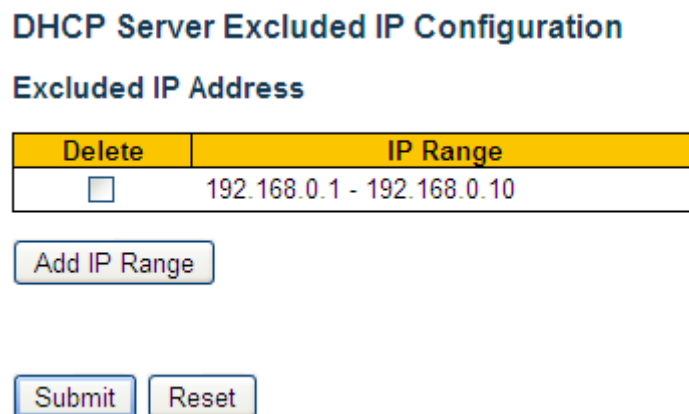 DHCP Server Excluded IP Configuration
Excluded IP Address
Delete IP Range
192.168.0.1 - 192.168.0.10
Add IP Range
Submit Reset